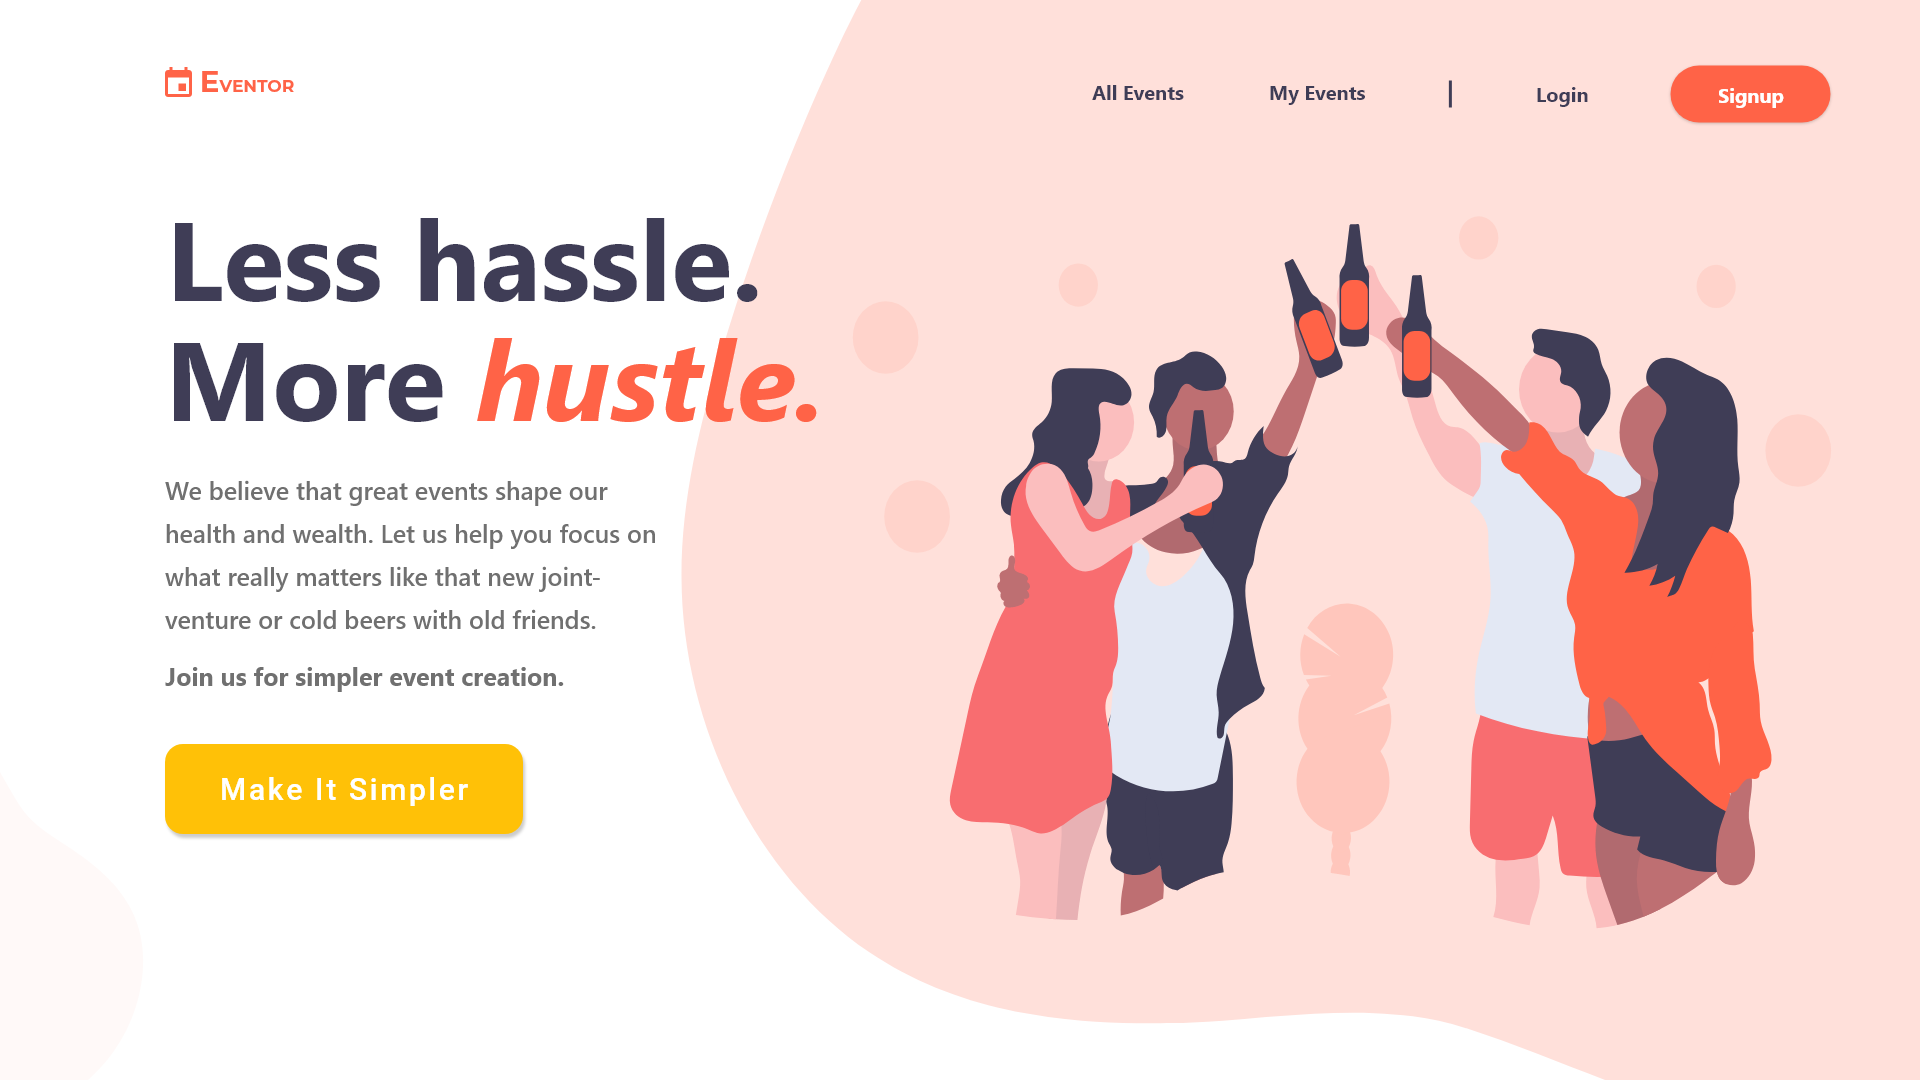 Eventor
All Events
My Events
|
Login
Signup
Less hassle.
More hustle.
We believe that great events shape our
health and wealth. Let us help you focus on
what really matters like that new joint-
venture or cold beers with old friends.
Join us for simpler event creation.
Make It Simpler